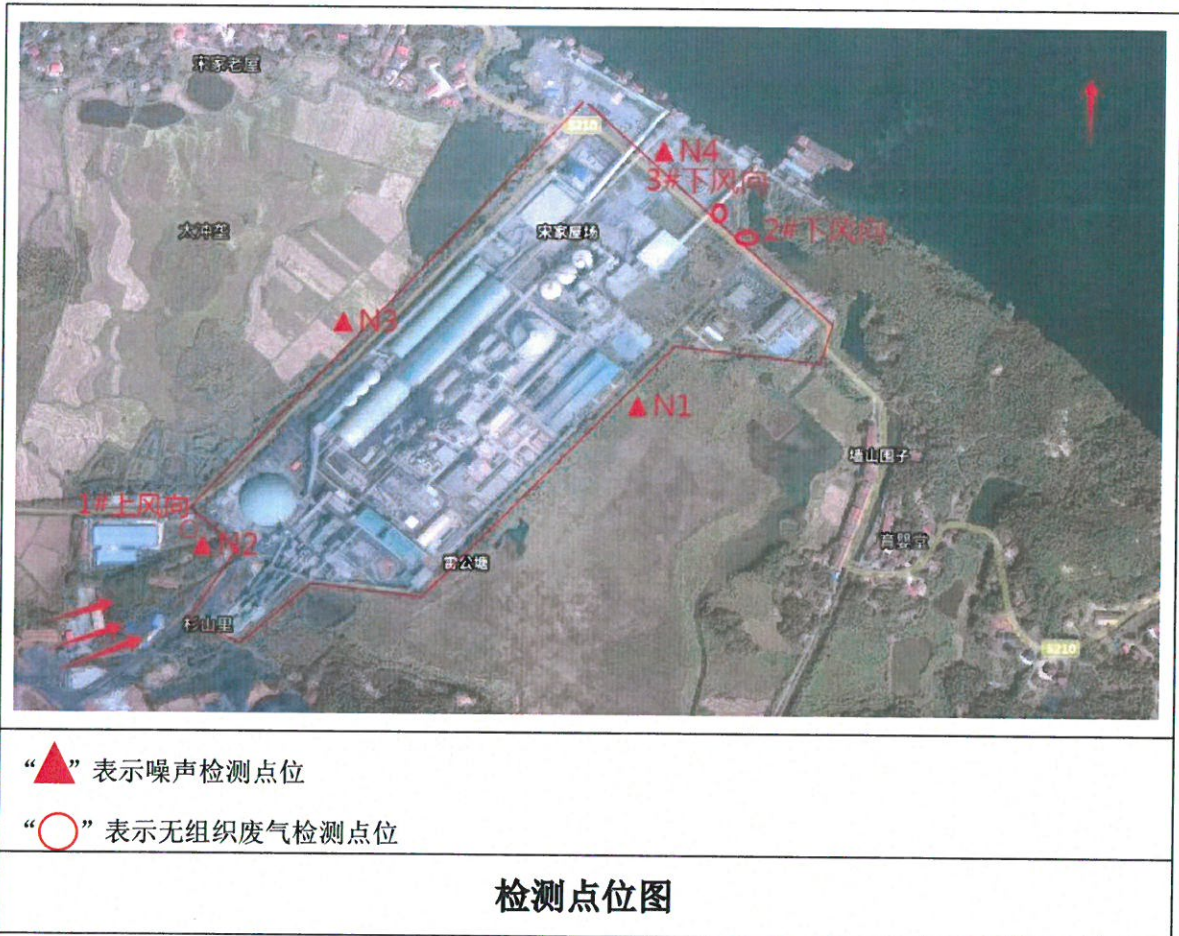 宋家老屋
S210
N4
3#下风向
大冲垄
宋家屋场
2#下风向
N3
N1
墙山围子
1#上风向
N2
育婴堂
雷公塘
杉山里
S210
“▲”表示噪声检测点位
“○”表示无组织废气检测点位
检测点位图